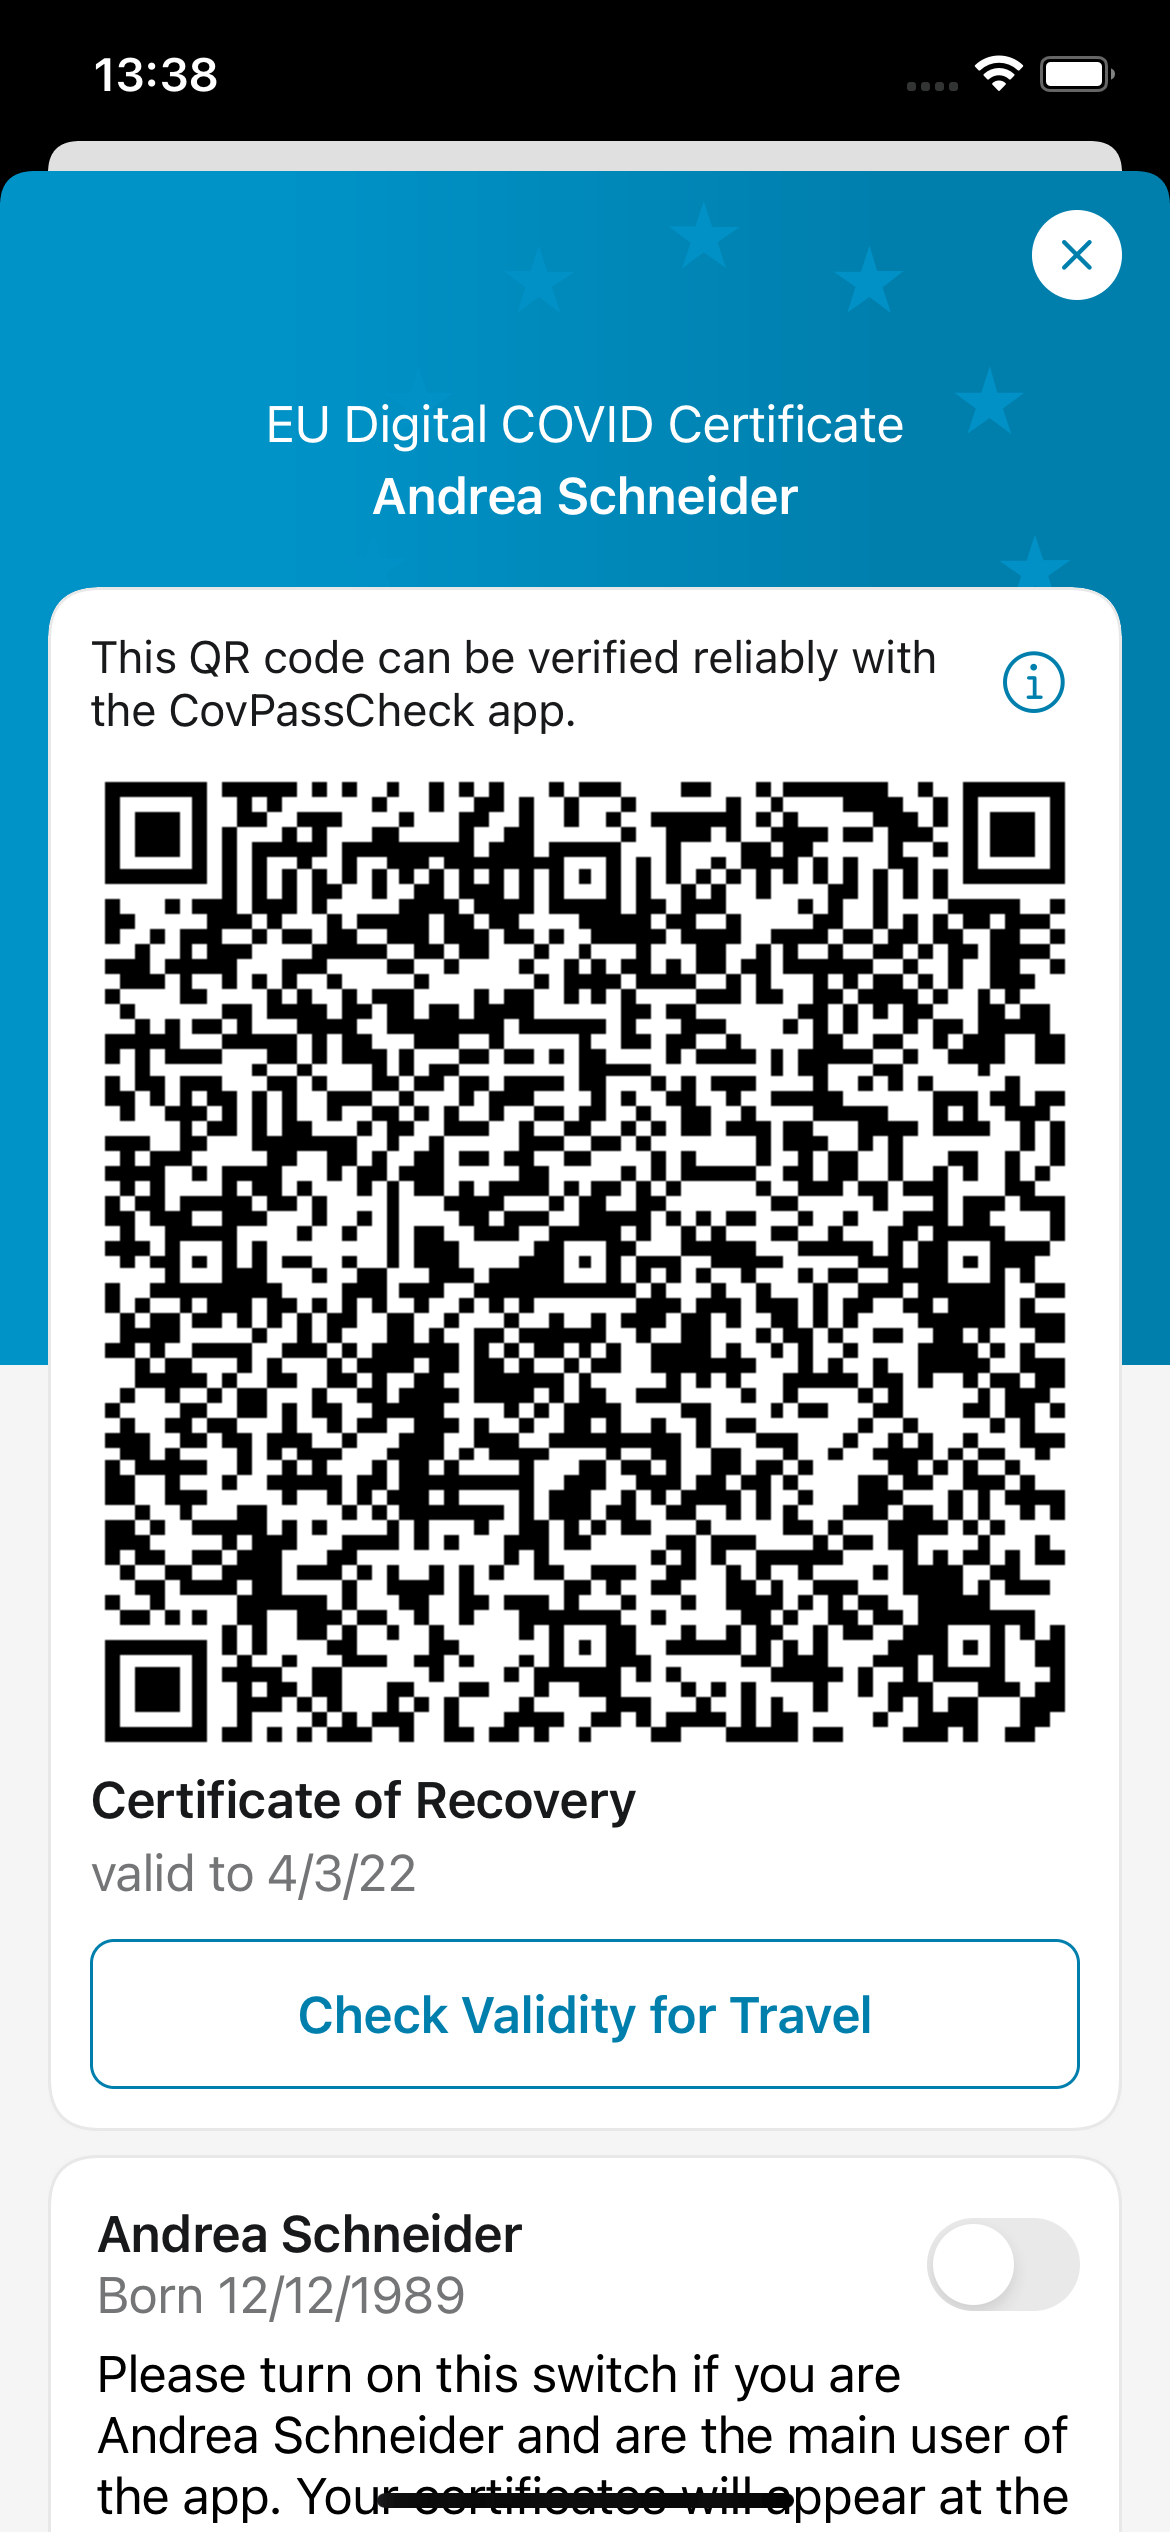 13:38
EU Digital COVID Certificate
Andrea Schneider
This QR code can be verified reliably with
the CovPassCheck app.
Certificate of Recovery
valid to 4/3/22
Check Validity for Travel
Andrea Schneider
Born 12/12/1989
Please turn on this switch if you are
Andrea Schneider and are the main user of
the app. Your certificates will appear at the